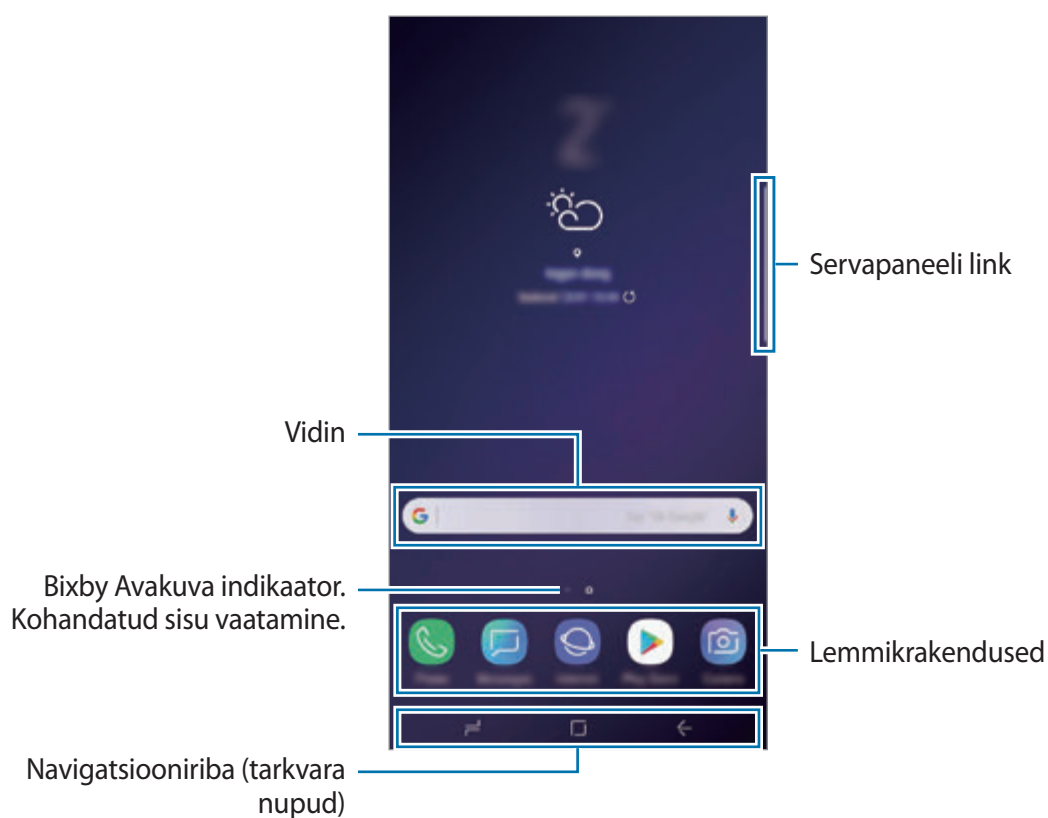 Servapaneeli link
Vidin
Bixby Avakuva indikaator.
Kohandatud sisu vaatamine.
Lemmikrakendused
Navigatsiooniriba (tarkvara
nupud)